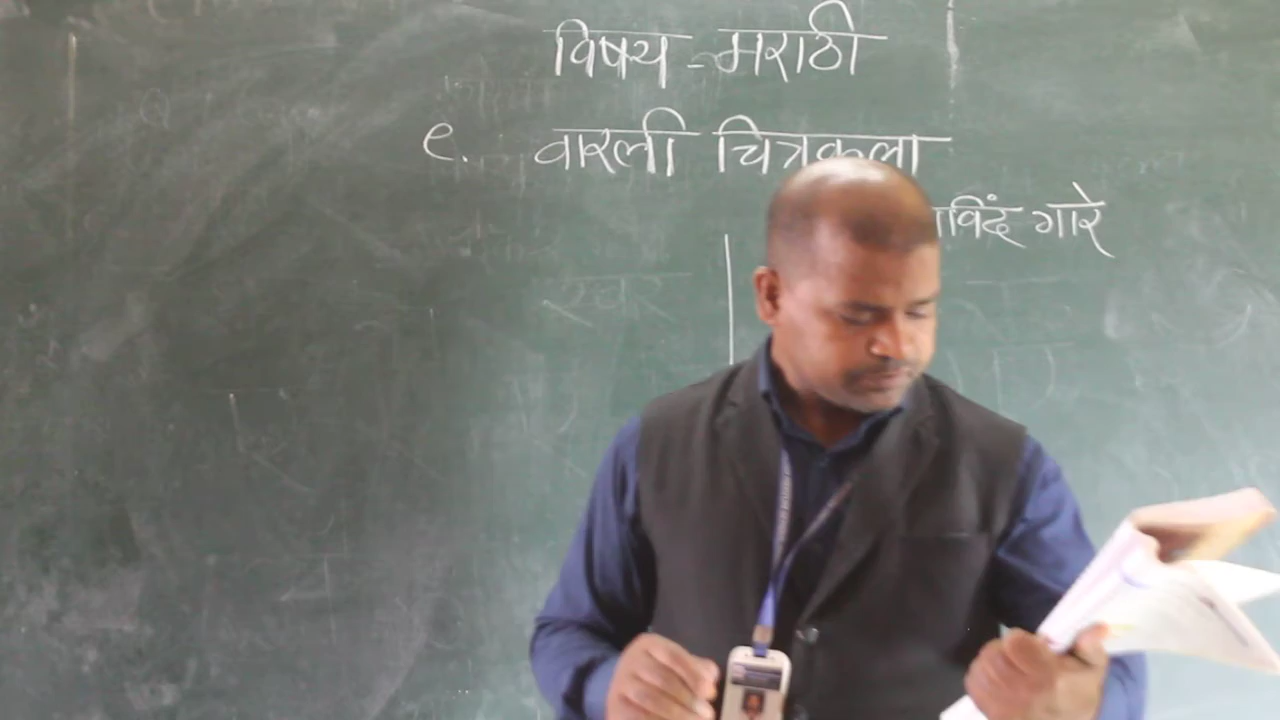 विषय - मराठी
९. वारली चित्रकला
गारे